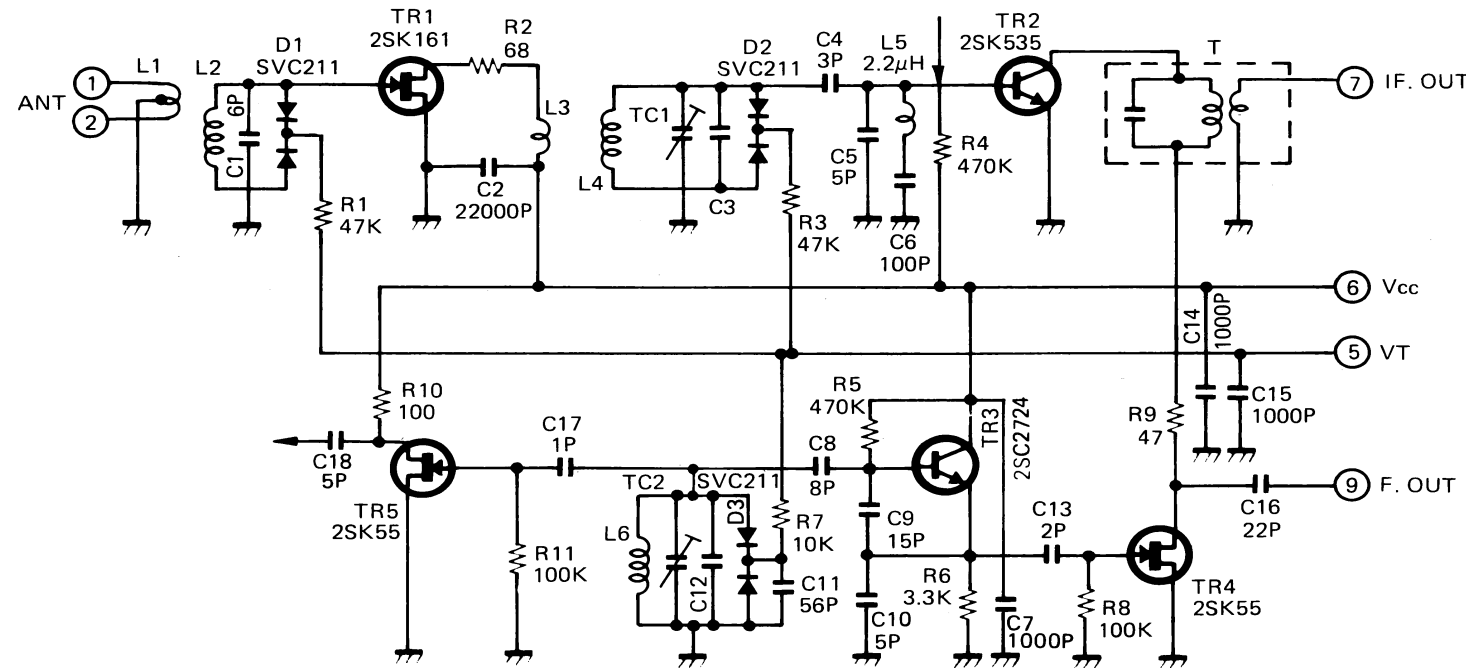 TR1
2SK161
R2
68
D1
SVC211
L1
L2
1
ANT
2
6P
C1
L3
C2
22000P
R1
47K
D2
SVC211
C4
3P
L5
2.2μH
TR2
2SK535
T
7 IF. OUT
TC1
L4
C3
C5
5P
R4
470K
R3
47K
C6
100P
6 Vcc
C14
1000P
5 VT
C15
1000P
R10
100
C18
5P
TR5
2SK55
C17
1P
R11
100K
TC2
SVC211
D3
L6
C12
R7
10K
C11
56P
C8
8P
R5
470K
TR3
2SC2724
C9
15P
C10
5P
R6
3.3K
C7
1000P
C13
2P
R8
100K
R9
47
C16
22P
9 F. OUT
TR4
2SK55